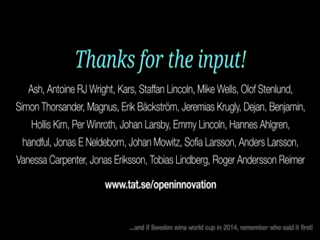 Thanks for the input!
Ash, Antoine RJ Wright, Kars, Staffan Lincoln, Mike Wells, Olof Stenlund,
Simon Thorsander, Magnus, Erik Bäckström, Jeremias Krugly, Dejan, Benjamin,
Hollis Kim, Per Winroth, Johan Larsby, Emmy Lincoln, Hannes Ahlgren,
handful, Jonas E Neldeborn, Johan Mowitz, Sofia Larsson, Anders Larsson,
Vanessa Carpenter, Jonas Eriksson, Tobias Lindberg, Roger Andersson Reimer
www.tat.se/openinnovation
...and if Sweden wins world cup in 2014, remember who said it first!